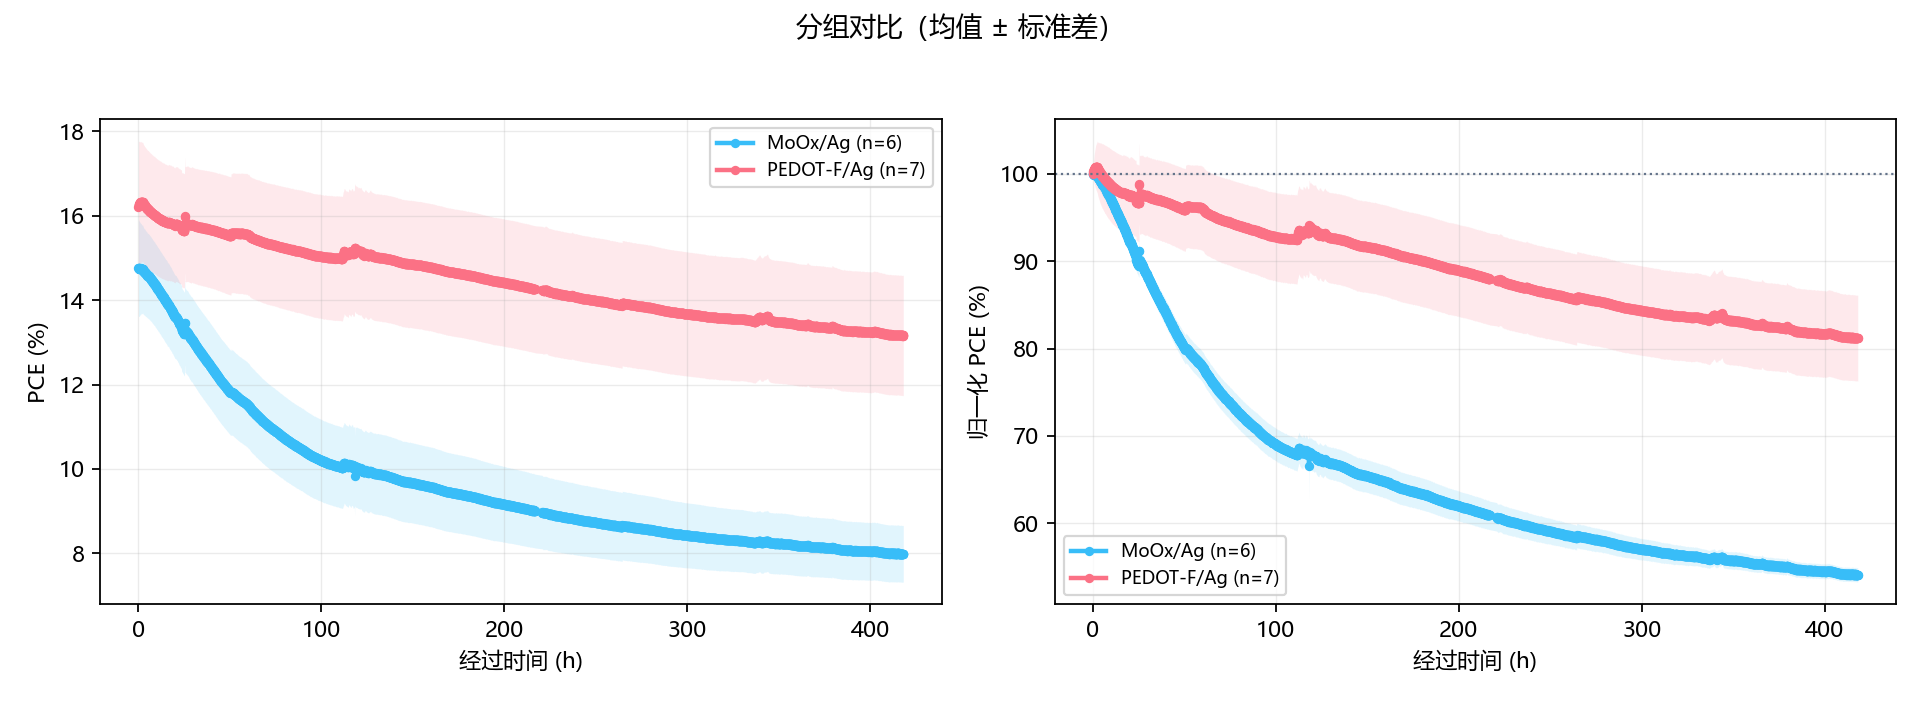 分组对比（均值 ± 标准差）
18
16
14
12
10
8
PCE (%)
0
100
200
300
400
经过时间 (h)
MoOx/Ag (n=6)
PEDOT-F/Ag (n=7)
100
90
80
70
60
归一化 PCE (%)
0
100
200
300
400
经过时间 (h)
MoOx/Ag (n=6)
PEDOT-F/Ag (n=7)